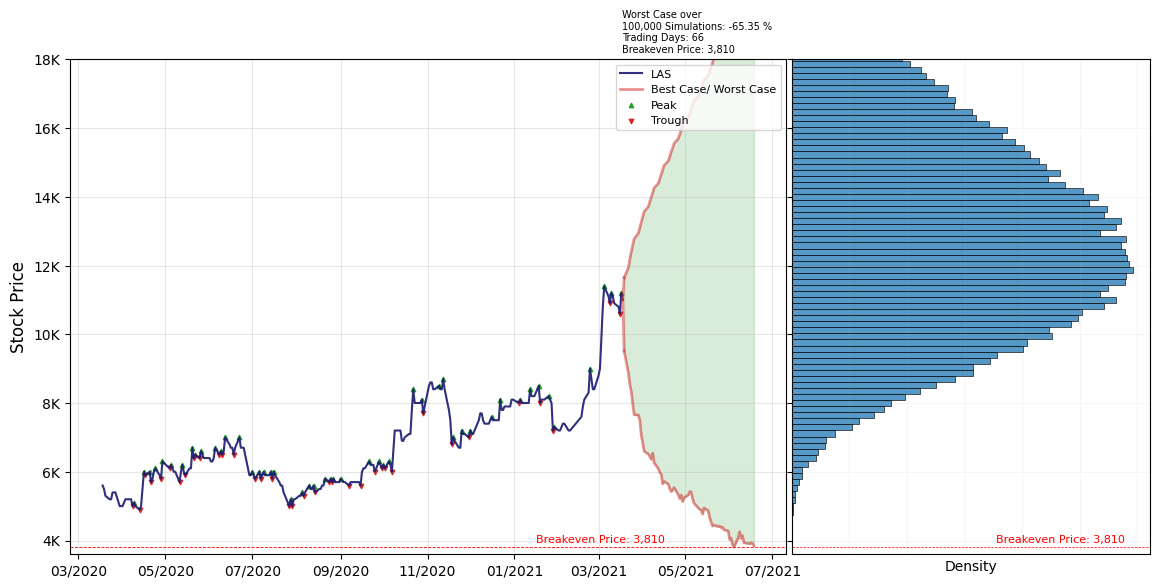 Worst Case over
100,000 Simulations: -65.35 %
Trading Days: 66
Breakeven Price: 3,810
18K
16K
14K
12K
10K
8K
6K
4K
Stock Price
LAS
Best Case/ Worst Case
Peak
Trough
Breakeven Price: 3,810
Breakeven Price: 3,810
03/2020
05/2020
07/2020
09/2020
11/2020
01/2021
03/2021
05/2021
07/2021
Density